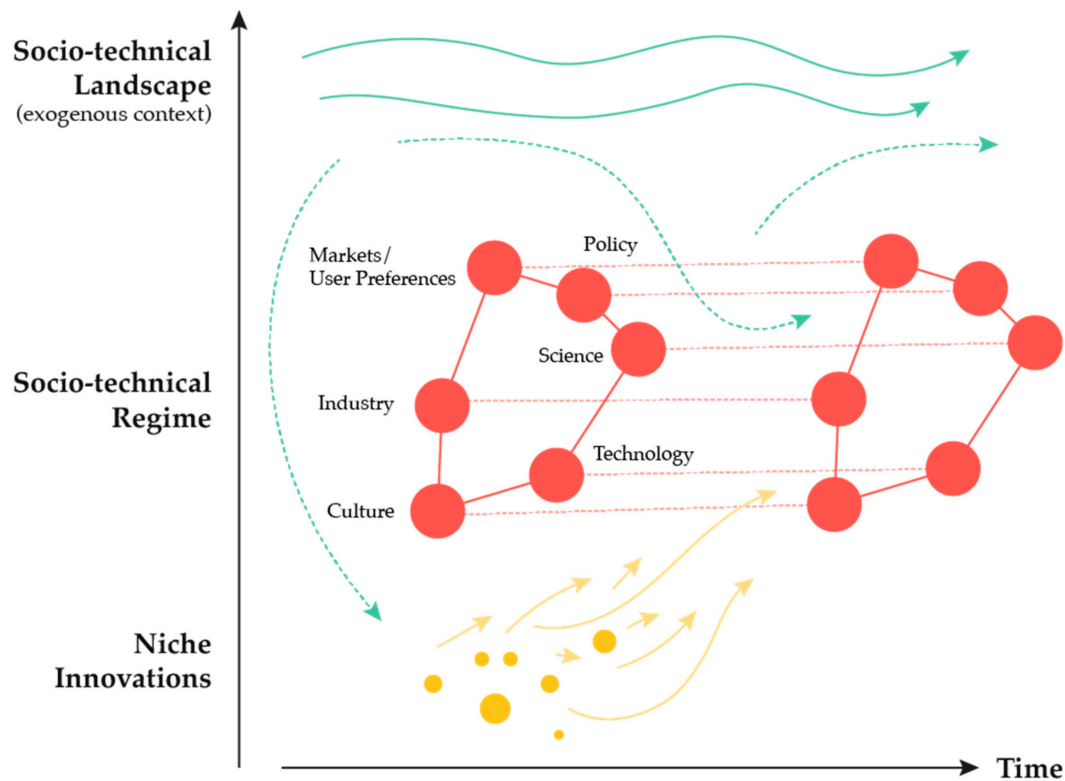 Socio-technical
Landscape
(exogenous context)
Markets/
User Preferences
Policy
Science
Socio-technical
Regime
Industry
Technology
Culture
Niche
Innovations
Time